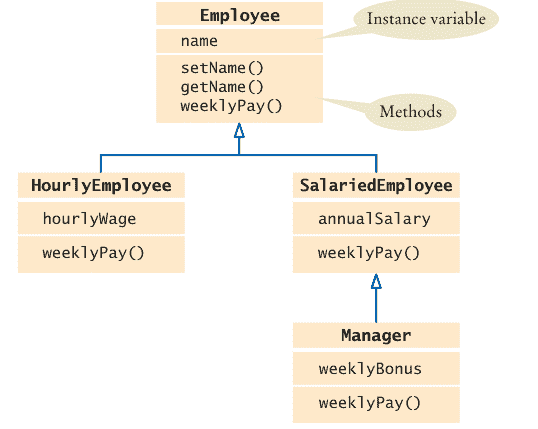 Employee
Instance variable
name
setName()
getName()
weeklyPay()
Methods
HourlyEmployee
hourlyWage
weeklyPay()
SalariedEmployee
annualSalary
weeklyPay()
Manager
weeklyBonus
weeklyPay()